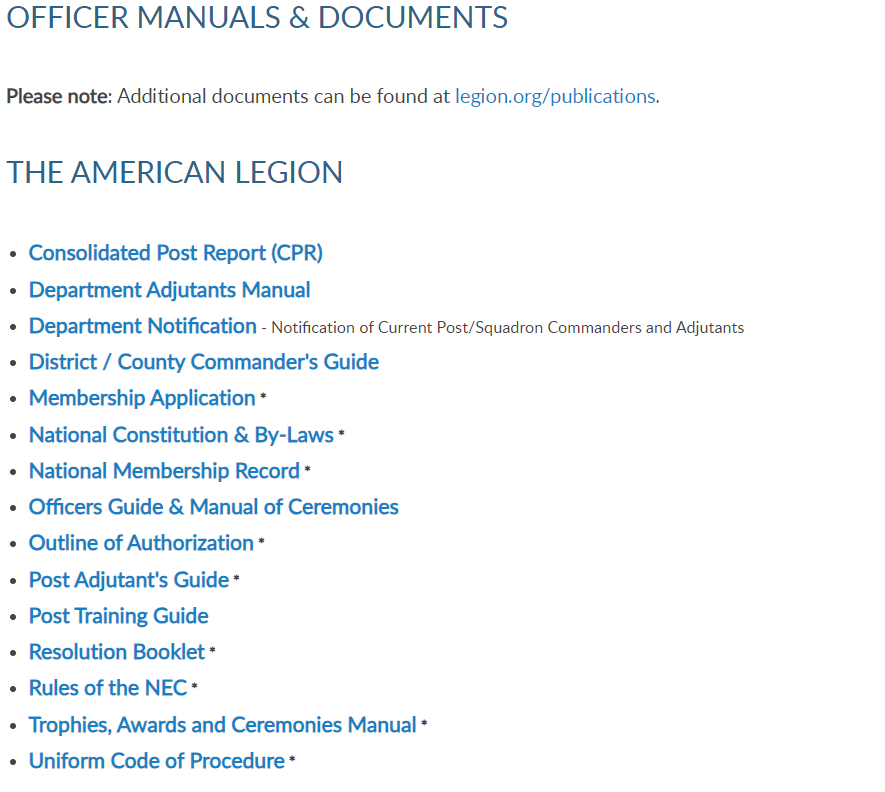 OFFICER MANUALS & DOCUMENTS
Please note: Additional documents can be found at legion.org/publications.
THE AMERICAN LEGION
• Consolidated Post Report (CPR)
• Department Adjutants Manual
• Department Notification - Notification of Current Post/Squadron Commanders and Adjutants
• District / County Commander's Guide
• Membership Application *
• National Constitution & By-Laws *
• National Membership Record *
• Officers Guide & Manual of Ceremonies
• Outline of Authorization *
• Post Adjutant's Guide *
• Post Training Guide
• Resolution Booklet *
• Rules of the NEC *
• Trophies, Awards and Ceremonies Manual *
• Uniform Code of Procedure *